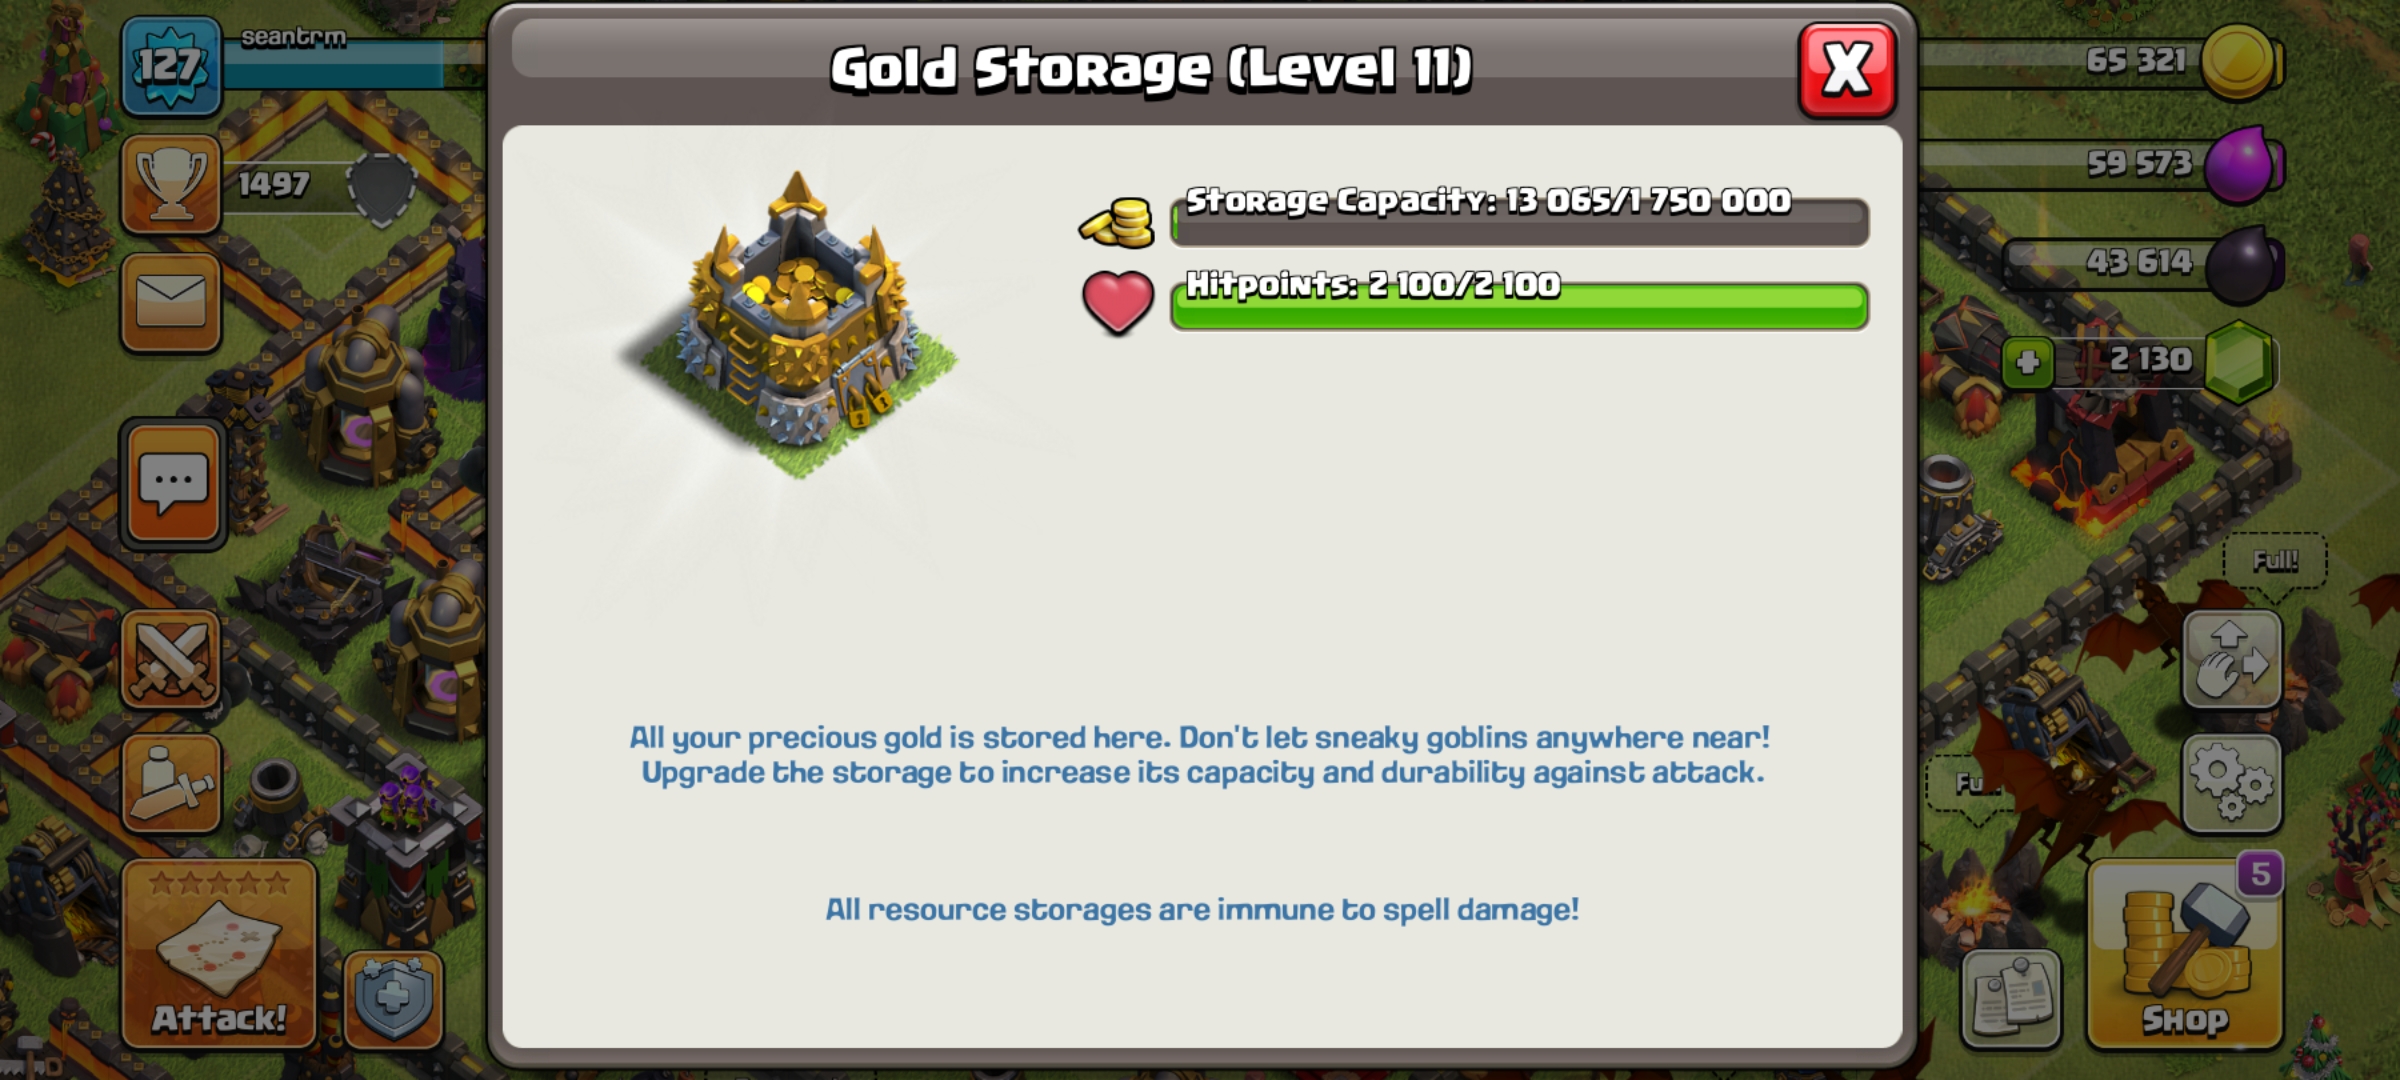 127
seantrm
1497
Attack!
Gold Storage (Level 11)
X
Storage Capacity: 13 065/1 750 000
Hitpoints: 2 100/2 100
All your precious gold is stored here. Don't let sneaky goblins anywhere near!
Upgrade the storage to increase its capacity and durability against attack.
All resource storages are immune to spell damage!
65 321
59 573
43 614
2 130
Full!
5
Shop